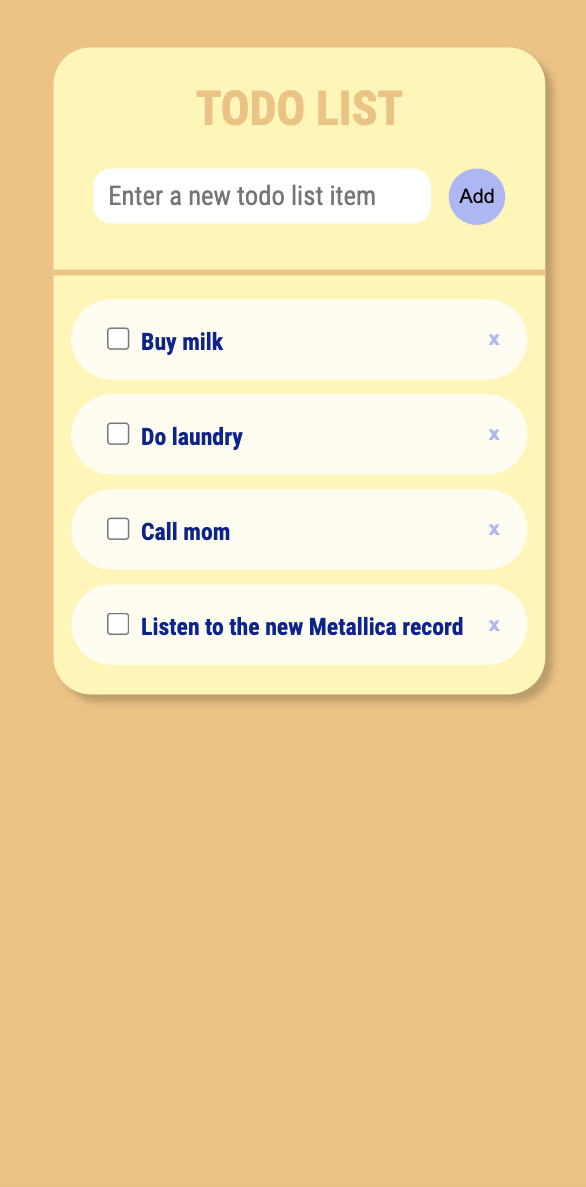 TODO LIST
Enter a new todo list item
Add
Buy milk x
Do laundry x
Call mom x
Listen to the new Metallica record x